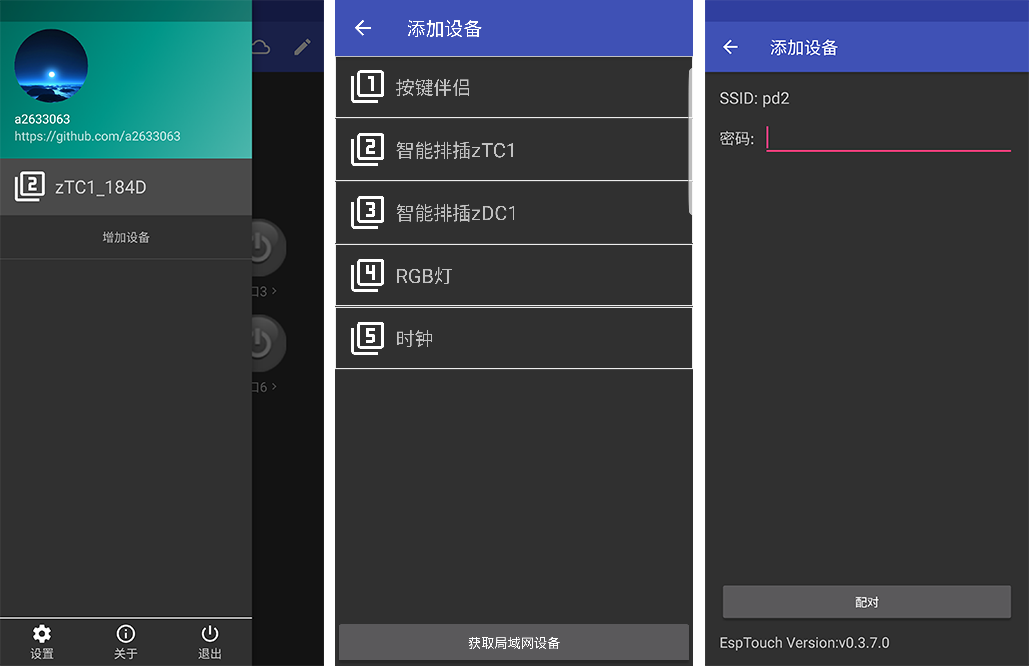 a2633063
https://github.com/a2633063
2 zTC1_184D
增加设备
口3 >
口6 >
设置
关于
退出
添加设备
1 按键伴侣
2 智能排插zTC1
3 智能排插zDC1
4 RGB灯
5 时钟
获取局域网设备
添加设备
SSID: pd2
密码:
配对
EspTouch Version:v0.3.7.0